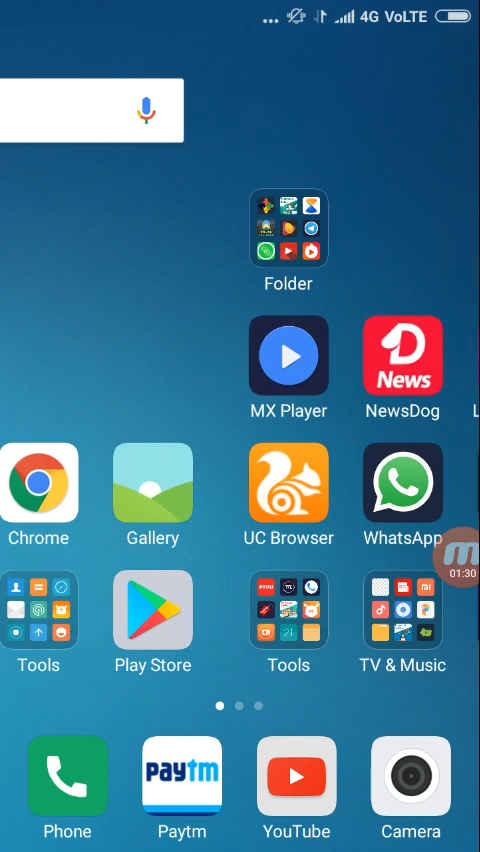 ... 4G VoLTE
Folder
News
MX Player NewsDog L
Chrome Gallery UC Browser WhatsApp
01:30
Tools Play Store Tools TV & Music
paytm
Phone Paytm YouTube Camera